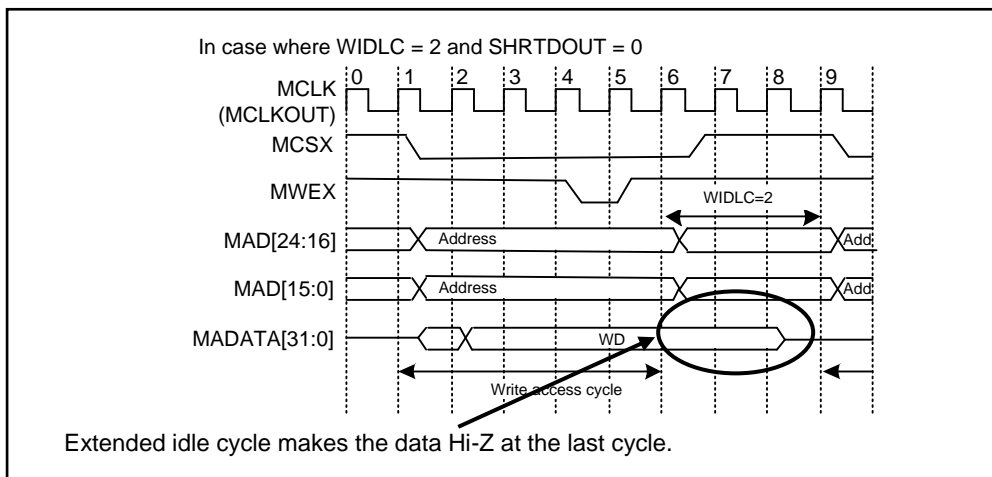 In case where WIDLC = 2 and SHRTDOUT = 0
0 1 2 3 4 5 6 7 8 9
MCLK
(MCLKOUT)
MCSX
MWEX
WIDLC=2
MAD[24:16] Address Add
MAD[15:0] Address Add
MADATA[31:0] WD
Write access cycle
Extended idle cycle makes the data Hi-Z at the last cycle.